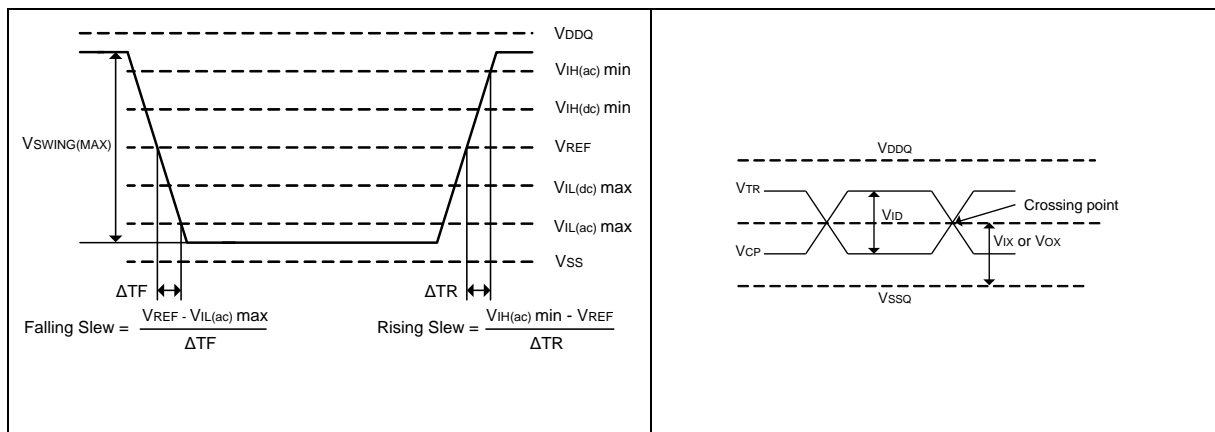 VDDQ
VIH(ac) min
VIH(dc) min
VSWING(MAX)
VREF
VIL(dc) max
VIL(ac) max
VSS
ΔTF
ΔTR
Falling Slew = VREF - VIL(ac) max
ΔTF
Rising Slew = VIH(ac) min - VREF
ΔTR
VDDQ
VTR
VID
Crossing point
VIX or VOX
VCP
VSSQ